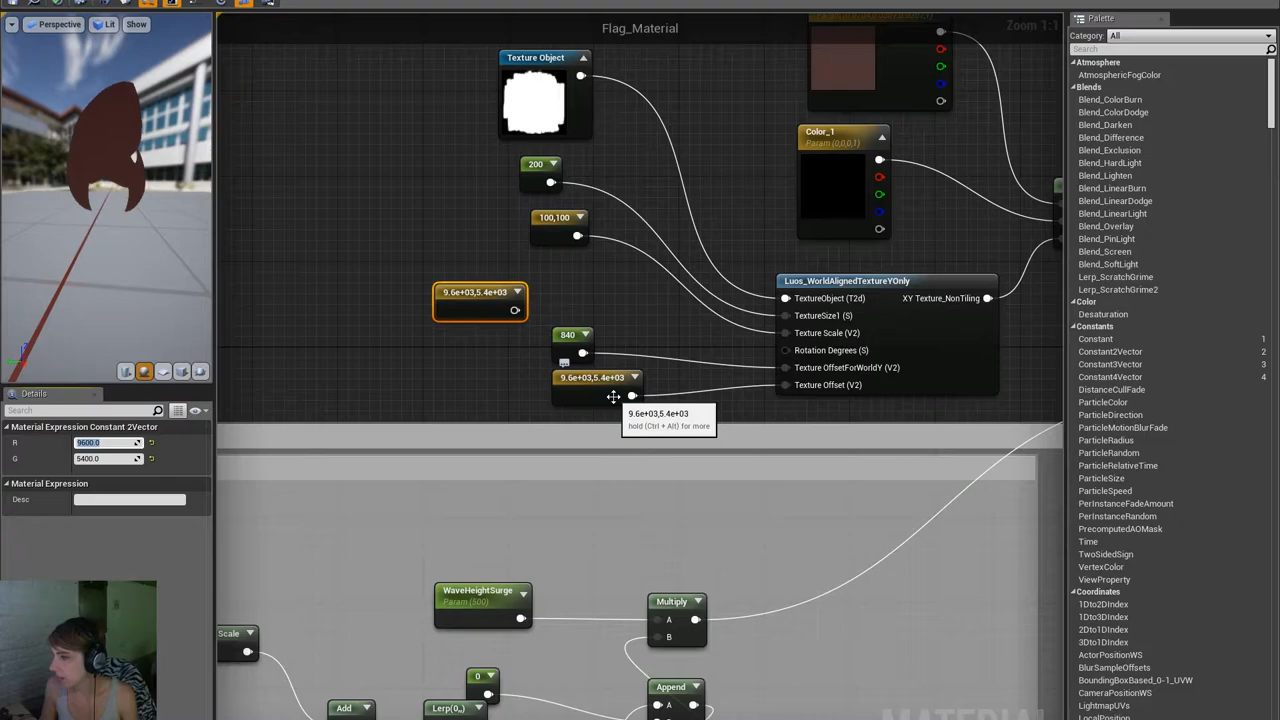 Perspective
Lit
Show
Flag_Material
Zoom 1:1
Palette
Category: All
Search
Atmosphere
AtmosphericFogColor
Blends
Blend_ColorBurn
Blend_ColorDodge
Blend_Darken
Blend_Difference
Blend_Exclusion
Blend_HardLight
Blend_Lighten
Blend_LinearBurn
Blend_LinearDodge
Blend_LinearLight
Blend_Overlay
Blend_PinLight
Blend_Screen
Blend_SoftLight
Lerp_ScratchGrime
Lerp_ScratchGrime2
Color
Desaturation
Constants
Constant 1
Constant2Vector 2
Constant3Vector 3
Constant4Vector 4
DistanceCullFade
ParticleColor
ParticleDirection
ParticleMotionBlurFade
ParticleRadius
ParticleRandom
ParticleRelativeTime
ParticleSize
ParticleSpeed
PerInstanceFadeAmount
PerInstanceRandom
PrecomputedAOMask
Time
TwoSidedSign
VertexColor
ViewProperty
Coordinates
1Dto2DIndex
1Dto3DIndex
2Dto1DIndex
3Dto1DIndex
ActorPositionWS
BlurSampleOffsets
BoundingBoxBased_0-1_UVW
CameraPositionWS
LightmapUVs
Texture Object
200
100,100
9.6e+03,5.4e+03
840
9.6e+03,5.4e+03
9.6e+03,5.4e+03
hold (Ctrl + Alt) for more
Color_1
Param (0,0,0,1)
Luos_WorldAlignedTextureYOnly
TextureObject (T2d)
XY Texture_NonTiling
TextureSize1 (S)
Texture Scale (V2)
Rotation Degrees (S)
Texture OffsetForWorldY (V2)
Texture Offset (V2)
Details
Search
Material Expression Constant 2Vector
R 9600.0
G 5400.0
Material Expression
Desc
WaveHeightSurge
Param (500)
Multiply
A
B
Scale
0
Add
Lerp(0,,)
Append
A
MATERIAL